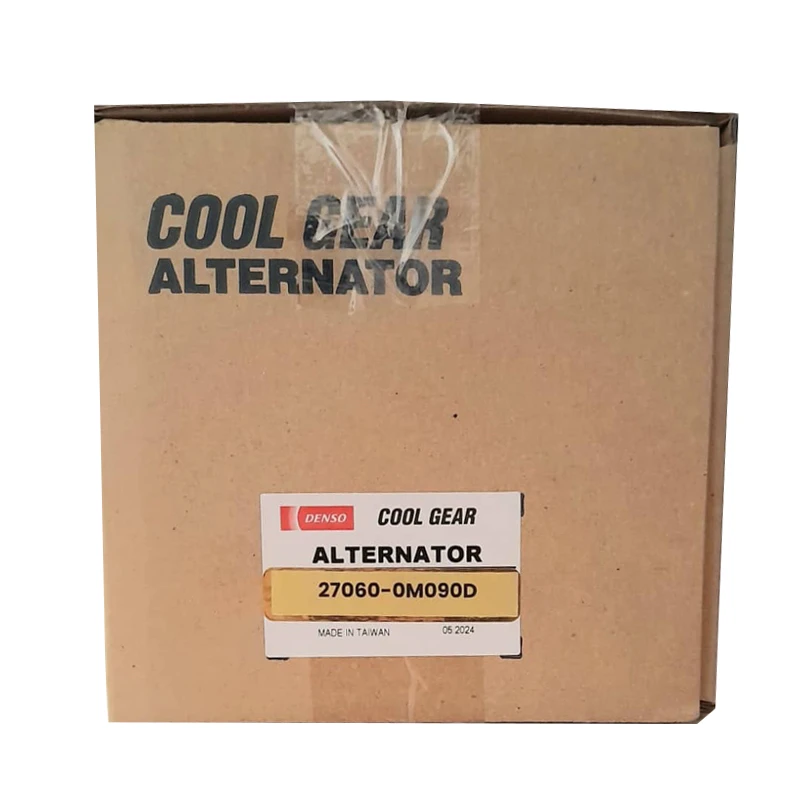 COOL GEAR
ALTERNATOR
DENSO COOL GEAR
ALTERNATOR
27060-0M090D
MADE IN TAIWAN 05.2024